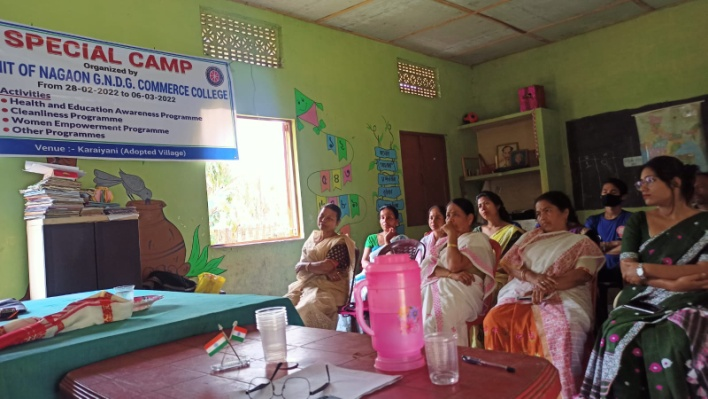 SPECiAL CAMP
Organized by
NIT OF NAGAON G.N.D.G. COMMERCE COLLEGE
From 28-02-2022 to 06-03-2022
Activities
• Health and Education Awareness Programme
• Cleanliness Programme
• Women Empowerment Programme
• Other Programmes
Venue :- Karaiyani (Adopted Village)